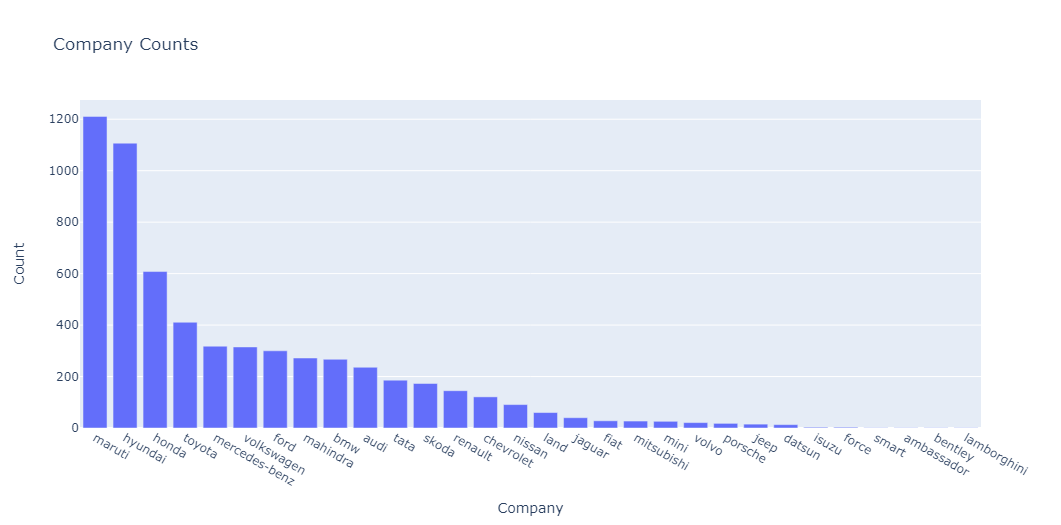 Company Counts
1200
1000
800
600
400
200
0
Count
maruti
hyundai
honda
toyota
mercedes-benz
volkswagen
ford
mahindra
bmw
audi
tata
skoda
renault
chevrolet
nissan
land
jaguar
fiat
mitsubishi
mini
volvo
porsche
jeep
datsun
isuzu
force
smart
ambassador
bentley
lamborghini
Company